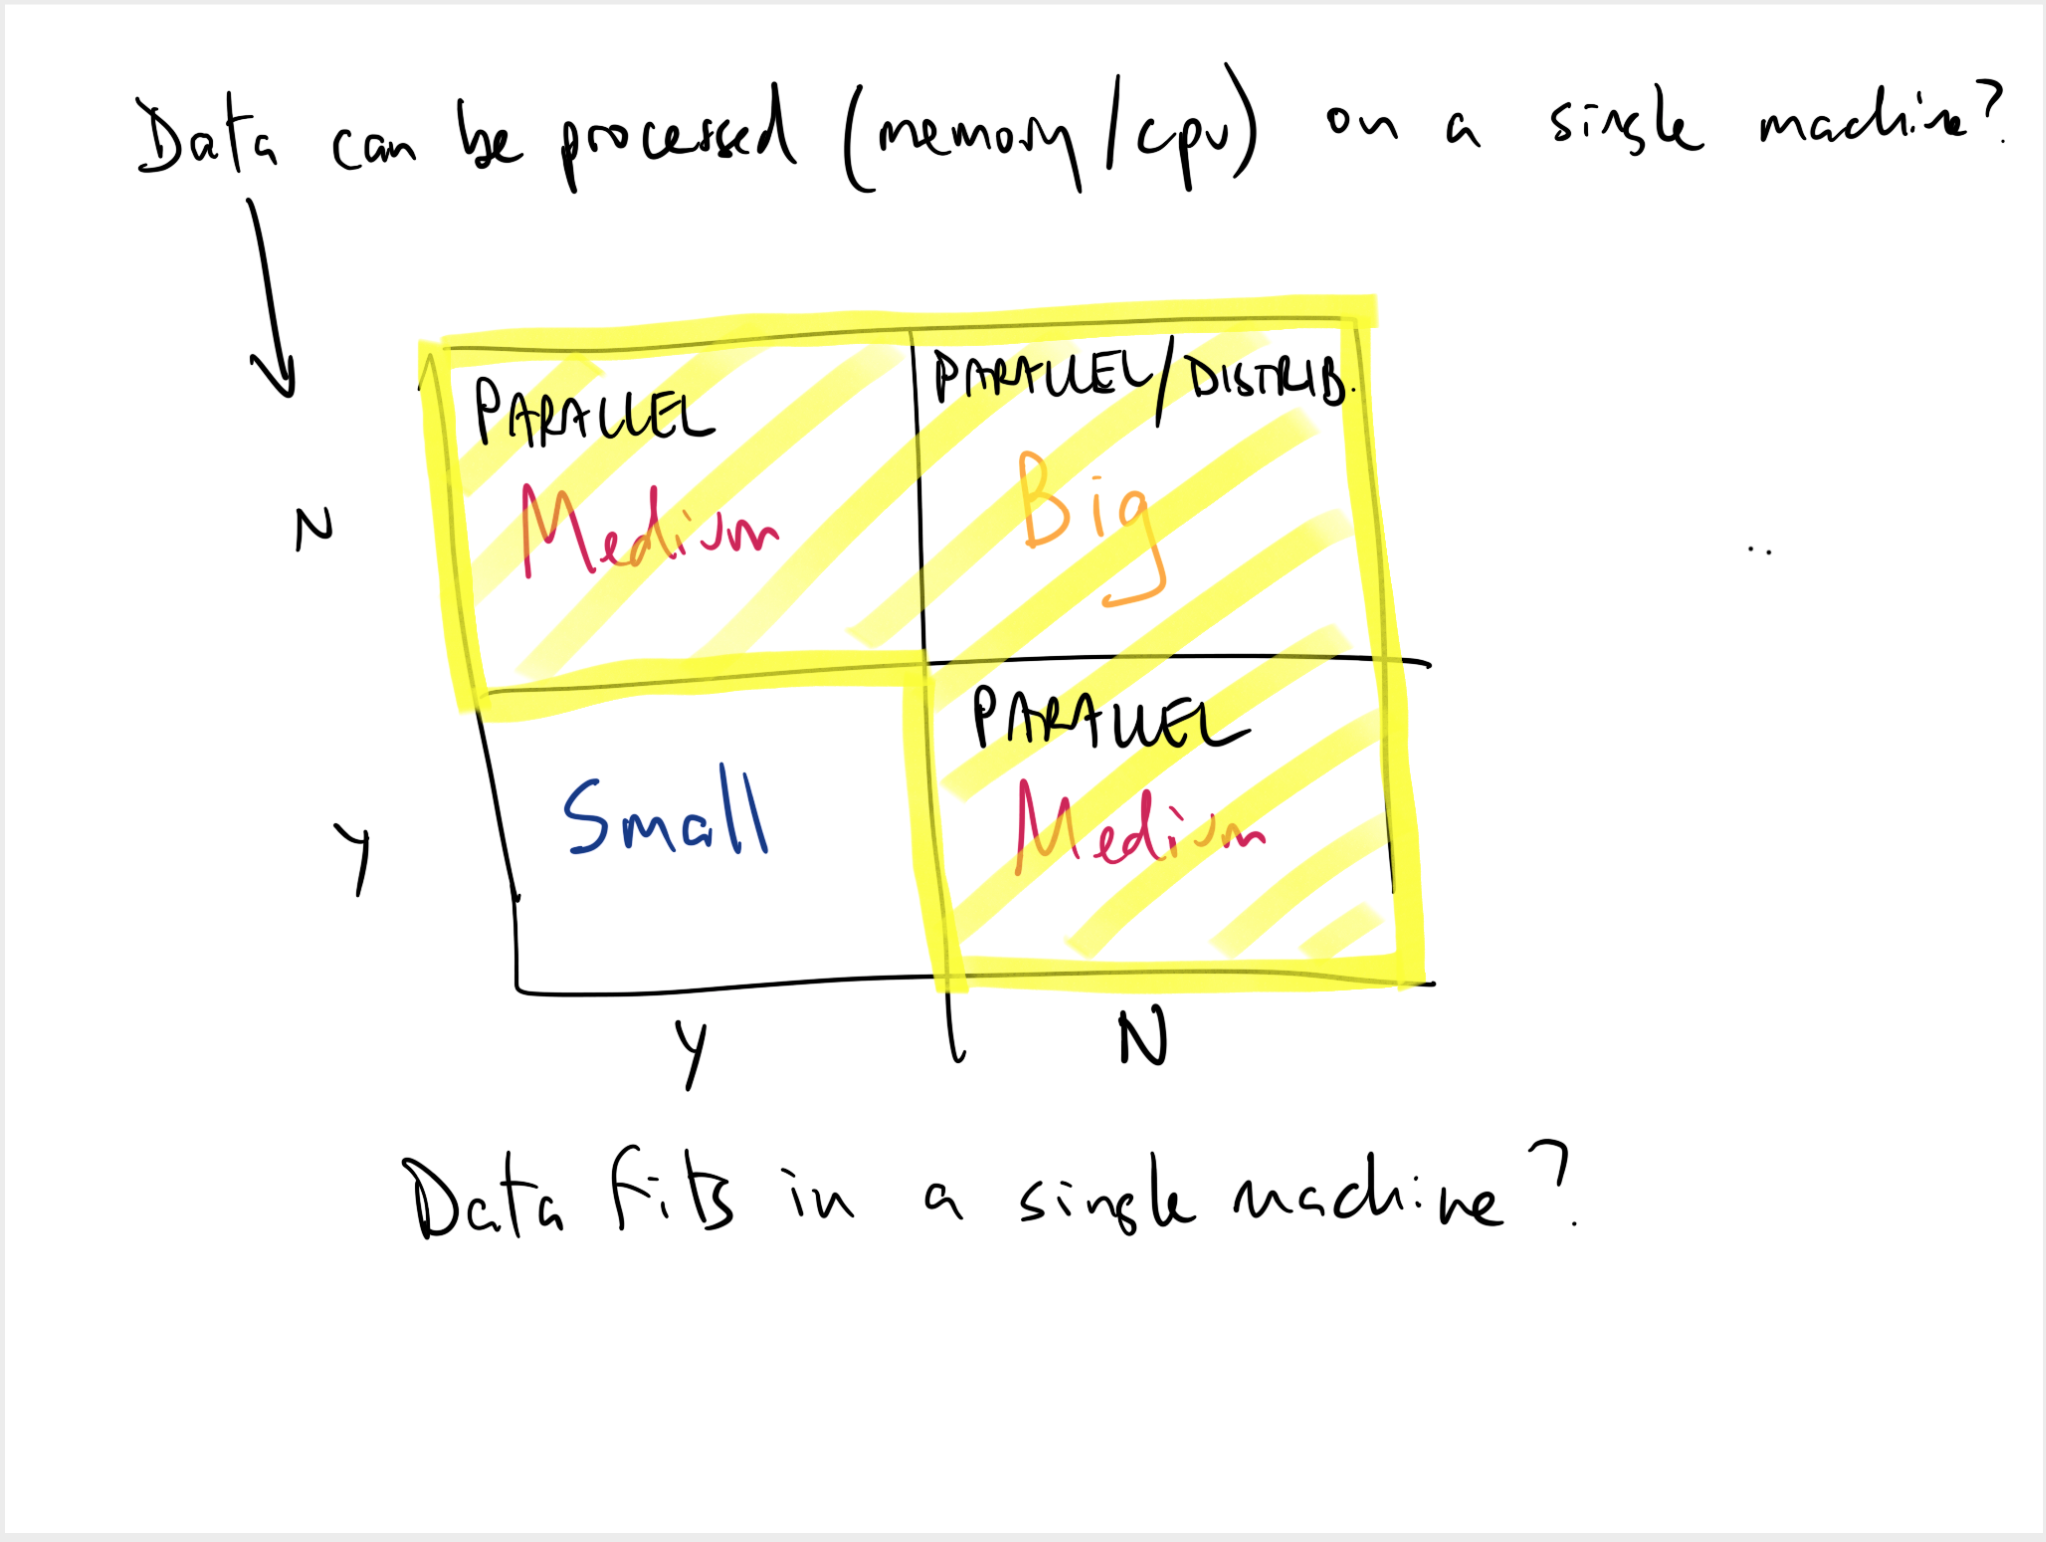 Data can be processed (memory/cpu) on a single machine?
PARALLEL
PARALLEL/DISTRIB.
N
Medium
Big
PARALLEL
Y
Small
Medium
Y
N
Data fits in a single machine?